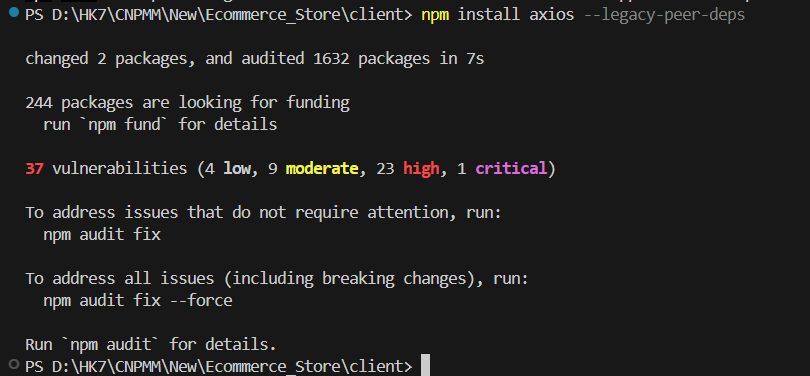 PS D:\HK7\CNPMM\New\Ecommerce_Store\client> npm install axios --legacy-peer-deps
changed 2 packages, and audited 1632 packages in 7s
244 packages are looking for funding
run `npm fund` for details
37 vulnerabilities (4 low, 9 moderate, 23 high, 1 critical)
To address issues that do not require attention, run:
npm audit fix
To address all issues (including breaking changes), run:
npm audit fix --force
Run `npm audit` for details.
PS D:\HK7\CNPMM\New\Ecommerce_Store\client>